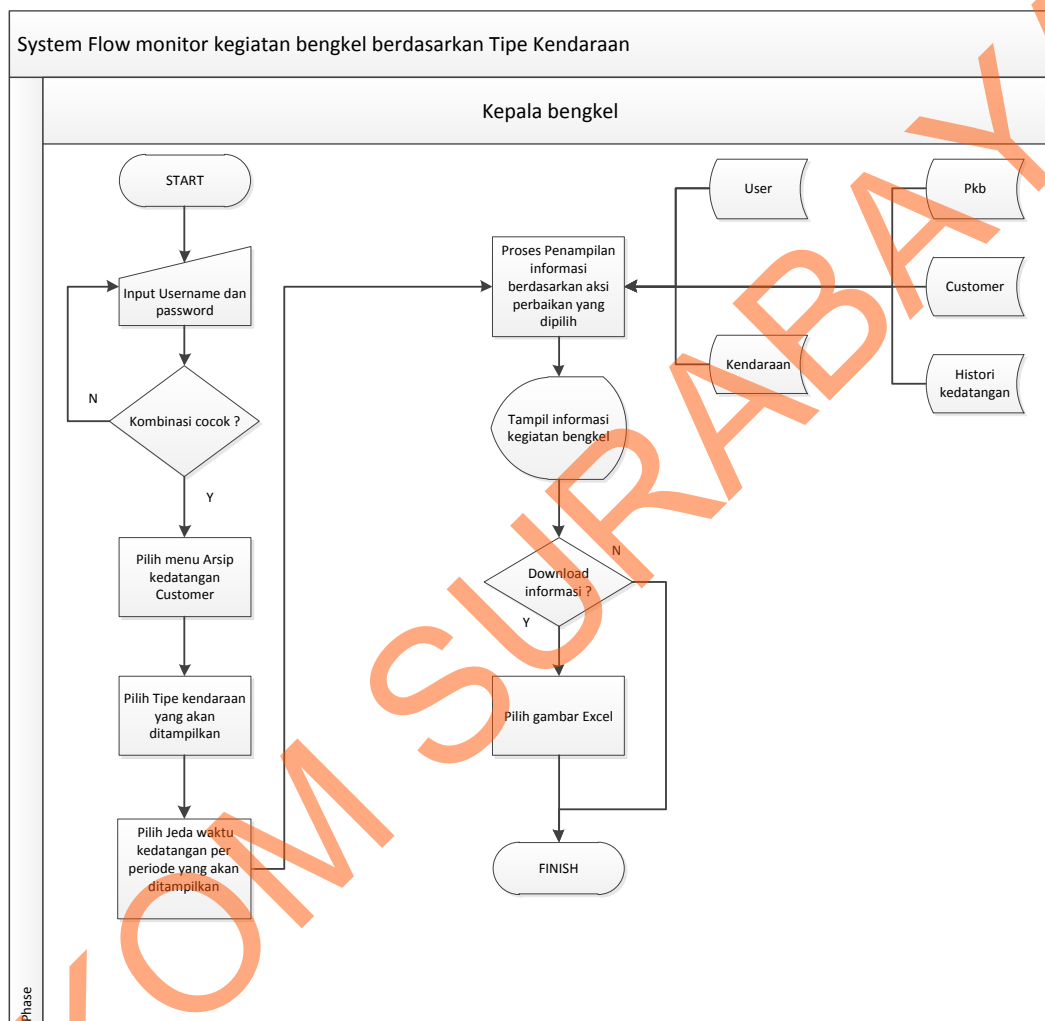 System Flow monitor kegiatan bengkel berdasarkan Tipe Kendaraan
Kepala bengkel
Phase
START
Input Username dan
password
N
Kombinasi cocok ?
Y
Pilih menu Arsip
kedatangan
Customer
Pilih Tipe kendaraan
yang akan
ditampilkan
Pilih Jeda waktu
kedatangan per
periode yang akan
ditampilkan
Proses Penampilan
informasi
berdasarkan aksi
perbaikan yang
dipilih
Tampil informasi
kegiatan bengkel
N
Download
informasi ?
Y
Pilih gambar Excel
FINISH
User
Kendaraan
Pkb
Customer
Histori
kedatangan
KOM SURABAYA